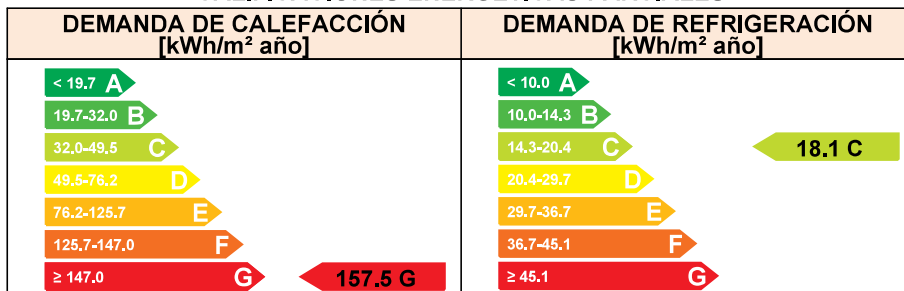 DEMANDA DE CALEFACCIÓN
[kWh/m² año]
< 19.7 A
19.7-32.0 B
32.0-49.5 C
49.5-76.2 D
76.2-125.7 E
125.7-147.0 F
≥ 147.0 G
157.5 G
DEMANDA DE REFRIGERACIÓN
[kWh/m² año]
< 10.0 A
10.0-14.3 B
14.3-20.4 C
18.1 C
20.4-29.7 D
29.7-36.7 E
36.7-45.1 F
≥ 45.1 G